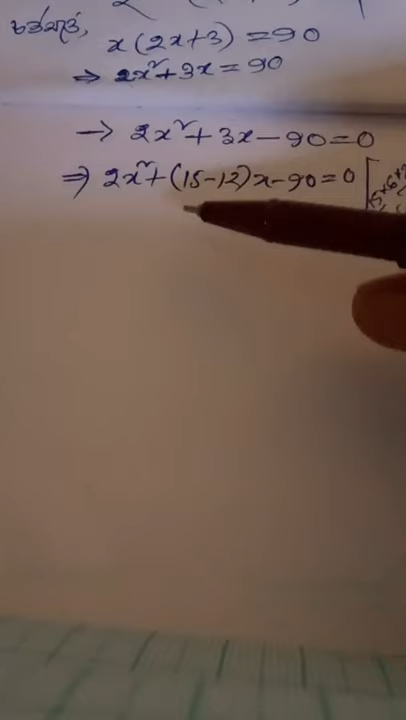 x(2x+3)=90
⇒ 2x²+3x=90
→ 2x²+3x-90=0
⇒ 2x²+(15-12)x-90=0